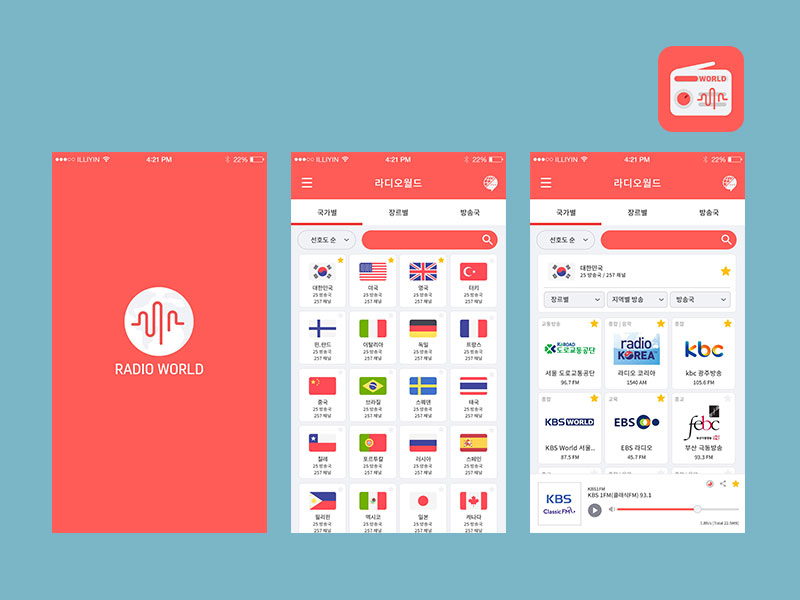 WORLD
●●●○○ ILLIYIN
4:21 PM
22%
RADIO WORLD
●●●○○ ILLIYIN
4:21 PM
22%
라디오월드
국가별 장르별 방송국
선호도 순
대한민국 미국 영국 터키
25 방송국 25 방송국 25 방송국 25 방송국
257 채널 257 채널 257 채널 257 채널
핀.란드 이탈리아 독일 프랑스
25 방송국 25 방송국 25 방송국 25 방송국
257 채널 257 채널 257 채널 257 채널
중국 브라질 스웨덴 태국
25 방송국 25 방송국 25 방송국 25 방송국
257 채널 257 채널 257 채널 257 채널
칠레 포르투칼 러시아 스페인
25 방송국 25 방송국 25 방송국 25 방송국
257 채널 257 채널 257 채널 257 채널
필리핀 멕시코 일본 캐나다
25 방송국 25 방송국 25 방송국 25 방송국
257 채널 257 채널 257 채널 257 채널
●●●○○ ILLIYIN
4:21 PM
22%
라디오월드
국가별 장르별 방송국
선호도 순
대한민국
25 방송국 / 257 채널
장르별 지역별 방송 방송국
교통방송 종합 | 음악 종합
KoROAD 도로교통공단 radio KOREA kbc
서울 도로교통공단 라디오 코리아 kbc 광주방송
96.7 FM 1540 AM 105.6 FM
종합 교육 종교
KBS WORLD EBS febc
KBS World 서울... EBS 라디오 부산 극동방송
87.5 FM 45.7 FM 93.3 FM
KBS
Classic FM
KBS1FM
KBS 1FM(클래식FM) 93.1